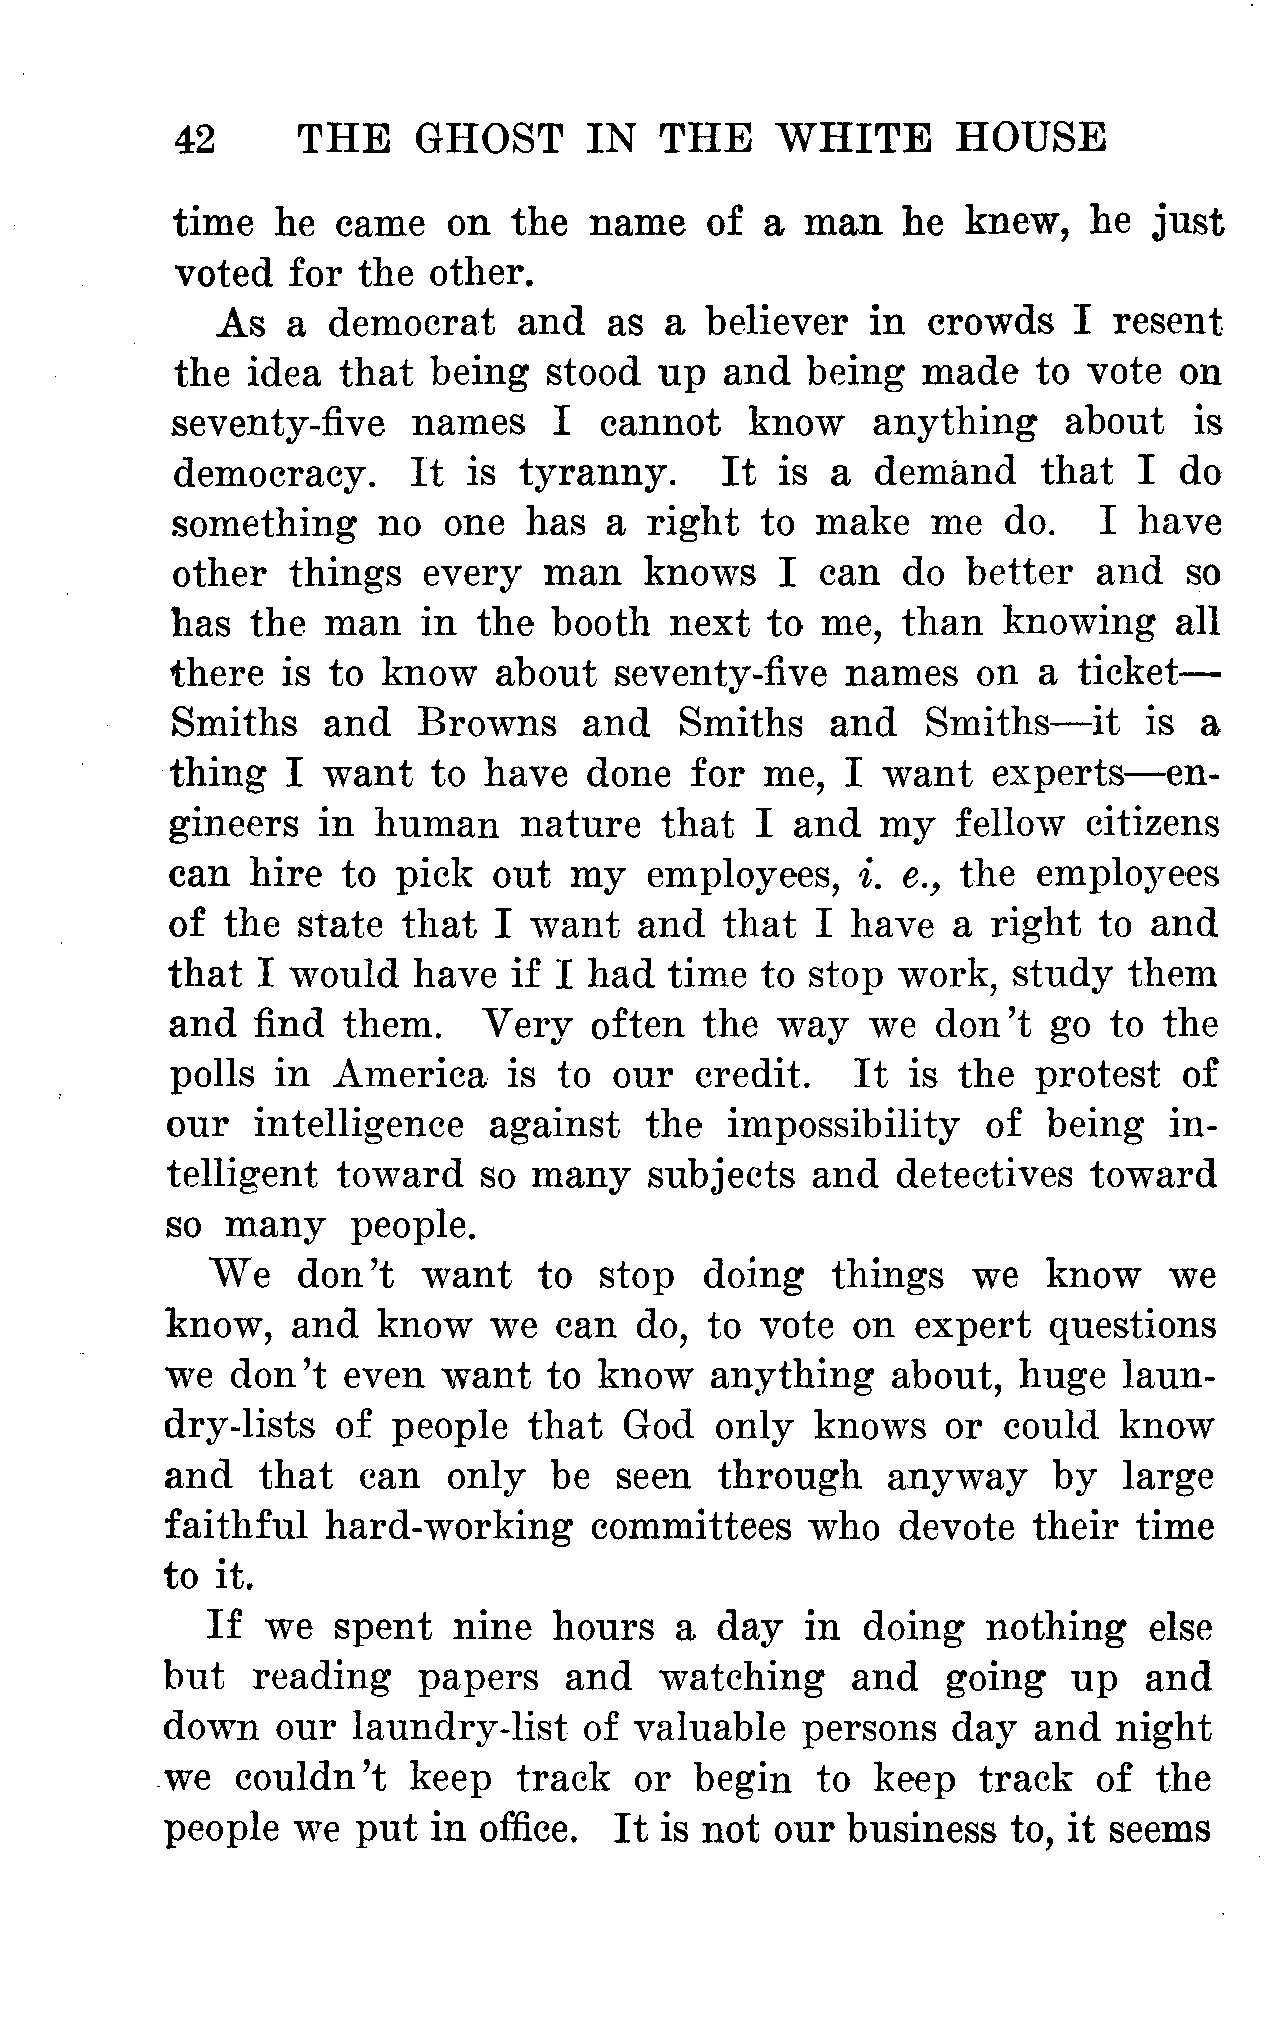 42 THE GHOST IN THE WHITE HOUSE
time he came on the name of a man he knew, he just
voted for the other.
As a democrat and as a believer in crowds I resent
the idea that being stood up and being made to vote on
seventy-five names I cannot know anything about is
democracy. It is tyranny. It is a demand that I do
something no one has a right to make me do. I have
other things every man knows I can do better and so
has the man in the booth next to me, than knowing all
there is to know about seventy-five names on a ticket—
Smiths and Browns and Smiths and Smiths—it is a
thing I want to have done for me, I want experts—en-
gineers in human nature that I and my fellow citizens
can hire to pick out my employees, i. e., the employees
of the state that I want and that I have a right to and
that I would have if I had time to stop work, study them
and find them. Very often the way we don't go to the
polls in America is to our credit. It is the protest of
our intelligence against the impossibility of being in-
telligent toward so many subjects and detectives toward
so many people.
We don't want to stop doing things we know we
know, and know we can do, to vote on expert questions
we don't even want to know anything about, huge laun-
dry-lists of people that God only knows or could know
and that can only be seen through anyway by large
faithful hard-working committees who devote their time
to it.
If we spent nine hours a day in doing nothing else
but reading papers and watching and going up and
down our laundry-list of valuable persons day and night
we couldn't keep track or begin to keep track of the
people we put in office. It is not our business to, it seems